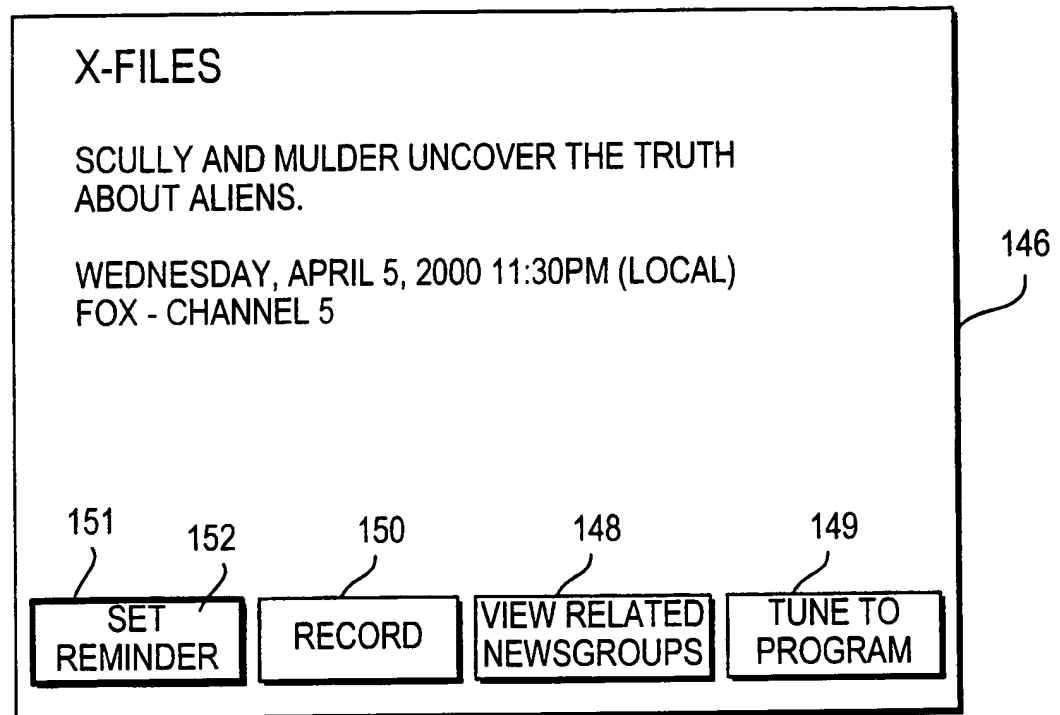 X-FILES
SCULLY AND MULDER UNCOVER THE TRUTH
ABOUT ALIENS.
WEDNESDAY, APRIL 5, 2000 11:30PM (LOCAL)
FOX - CHANNEL 5
146
151
152
150
148
149
SET
REMINDER
RECORD
VIEW RELATED
NEWSGROUPS
TUNE TO
PROGRAM